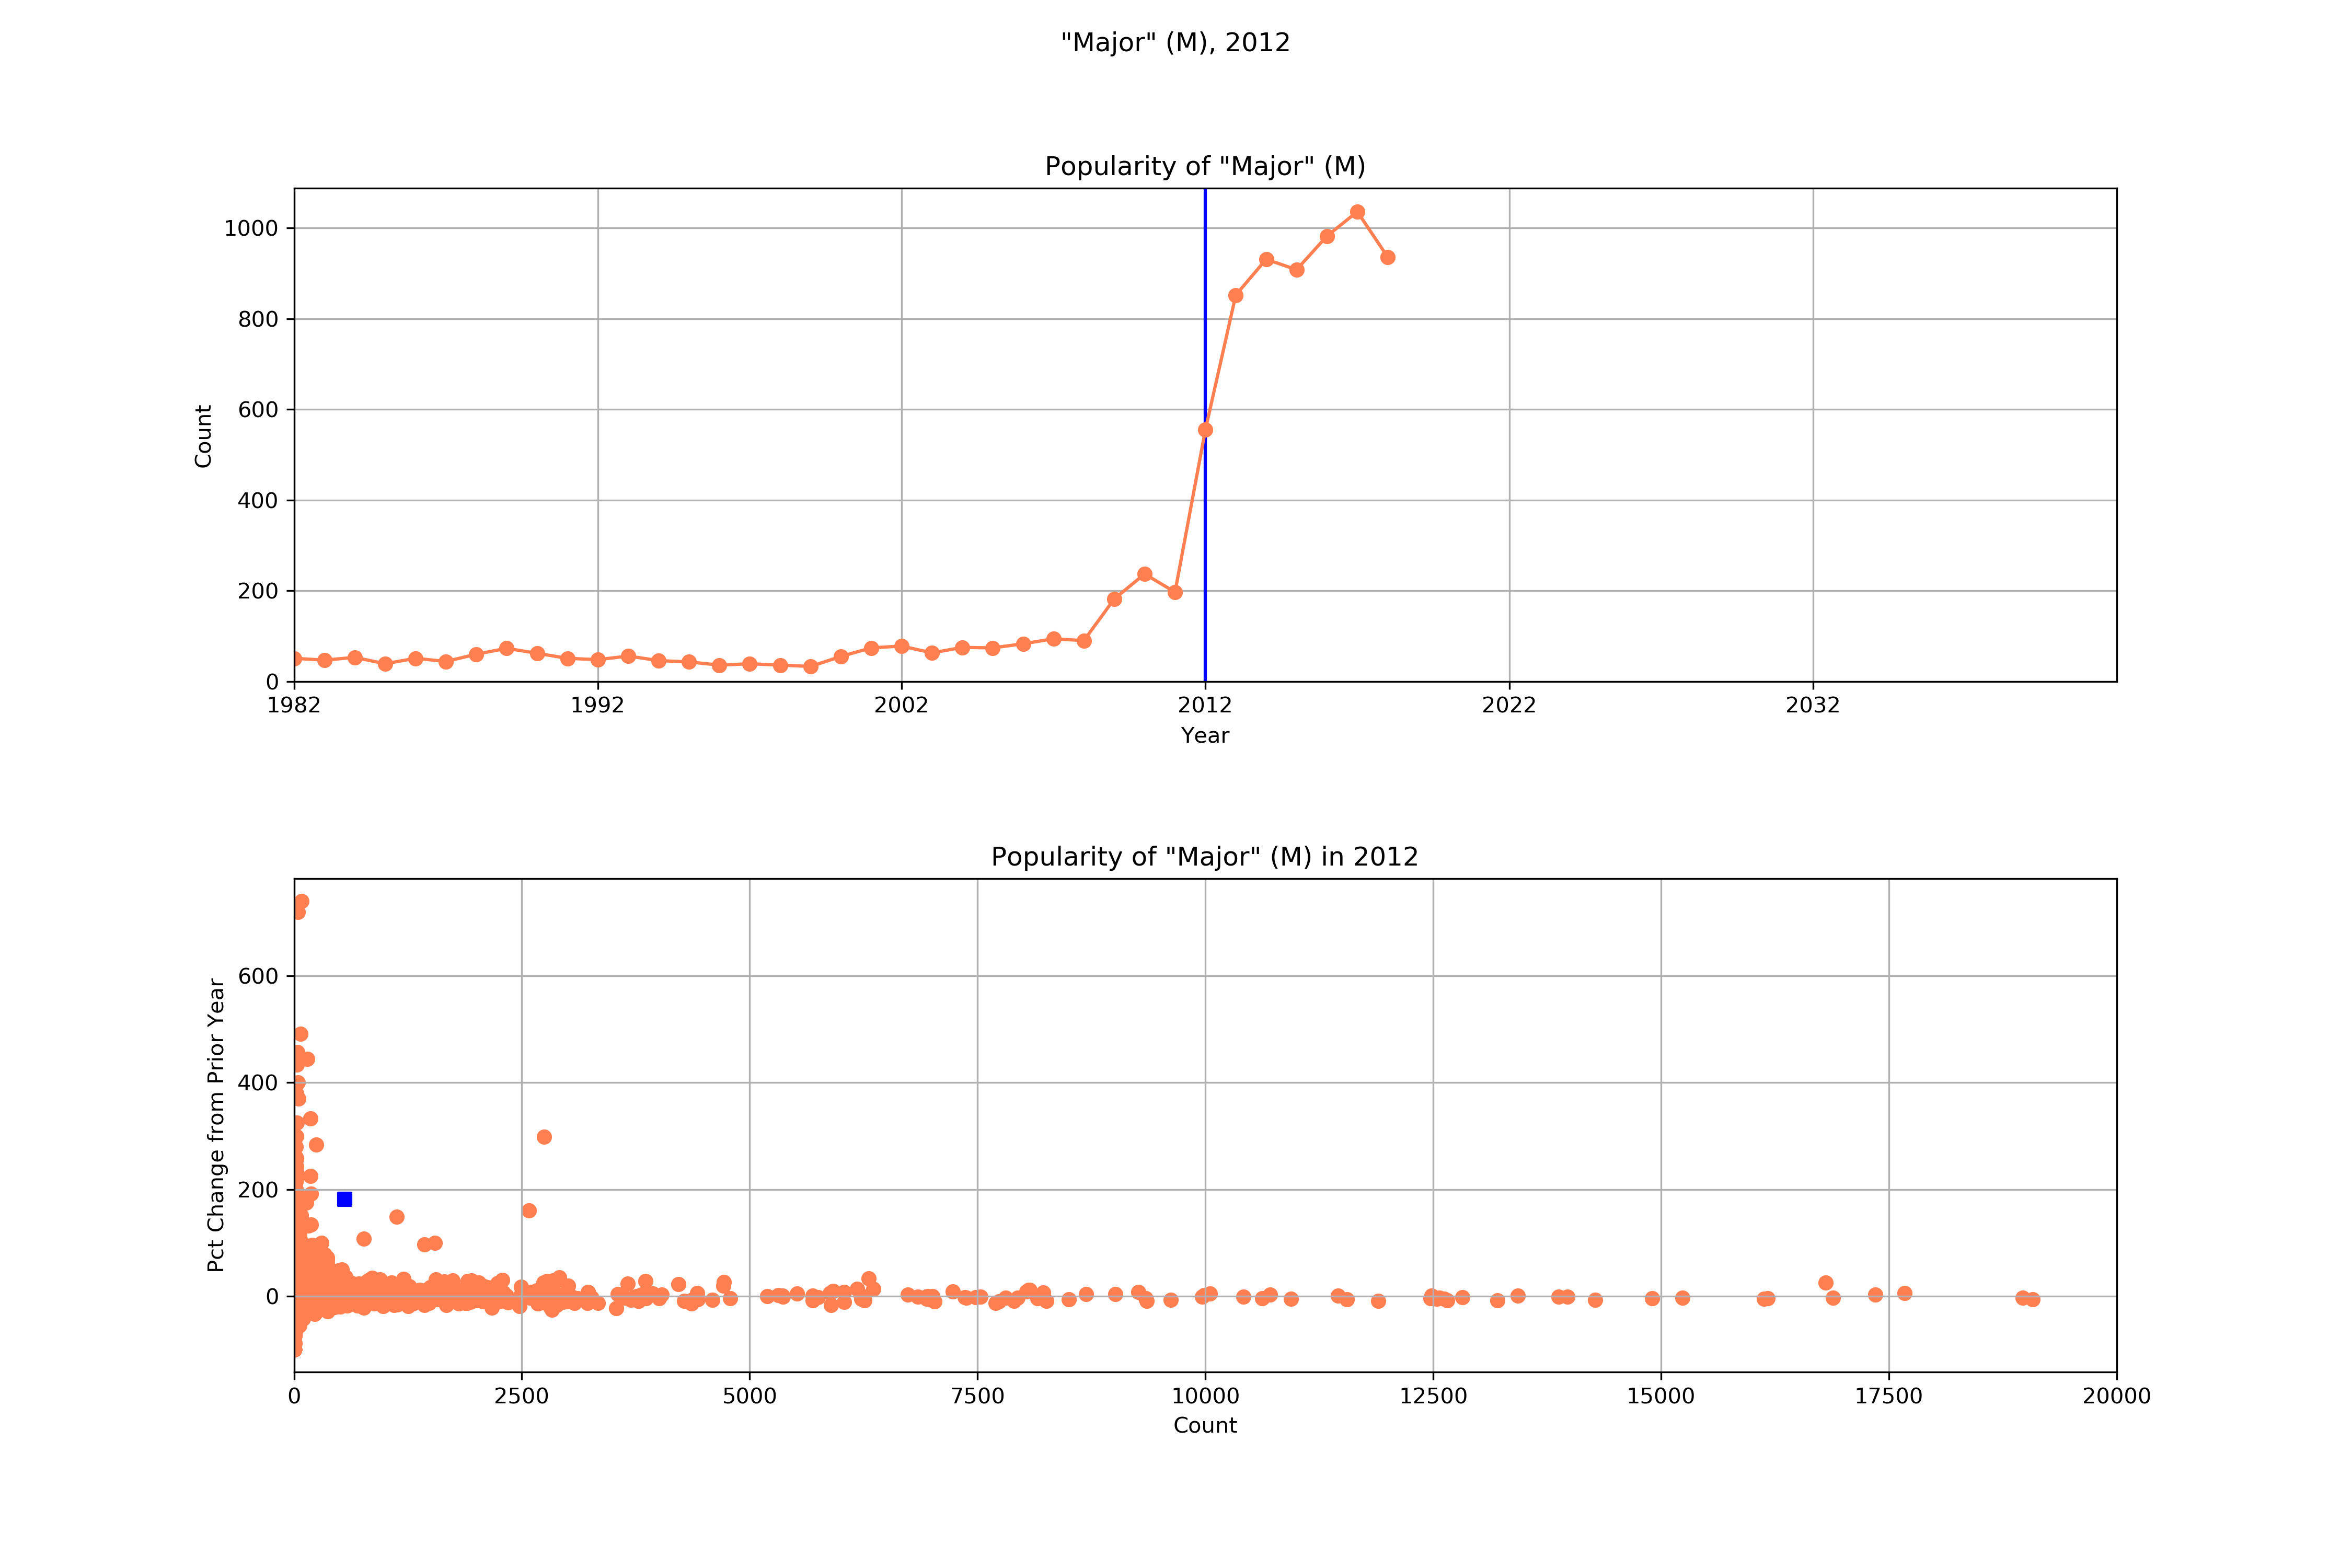 "Major" (M), 2012
Popularity of "Major" (M)
1000
800
600
400
200
0
Count
1982 1992 2002 2012 2022 2032
Year
Popularity of "Major" (M) in 2012
600
400
200
0
Pct Change from Prior Year
0 2500 5000 7500 10000 12500 15000 17500 20000
Count